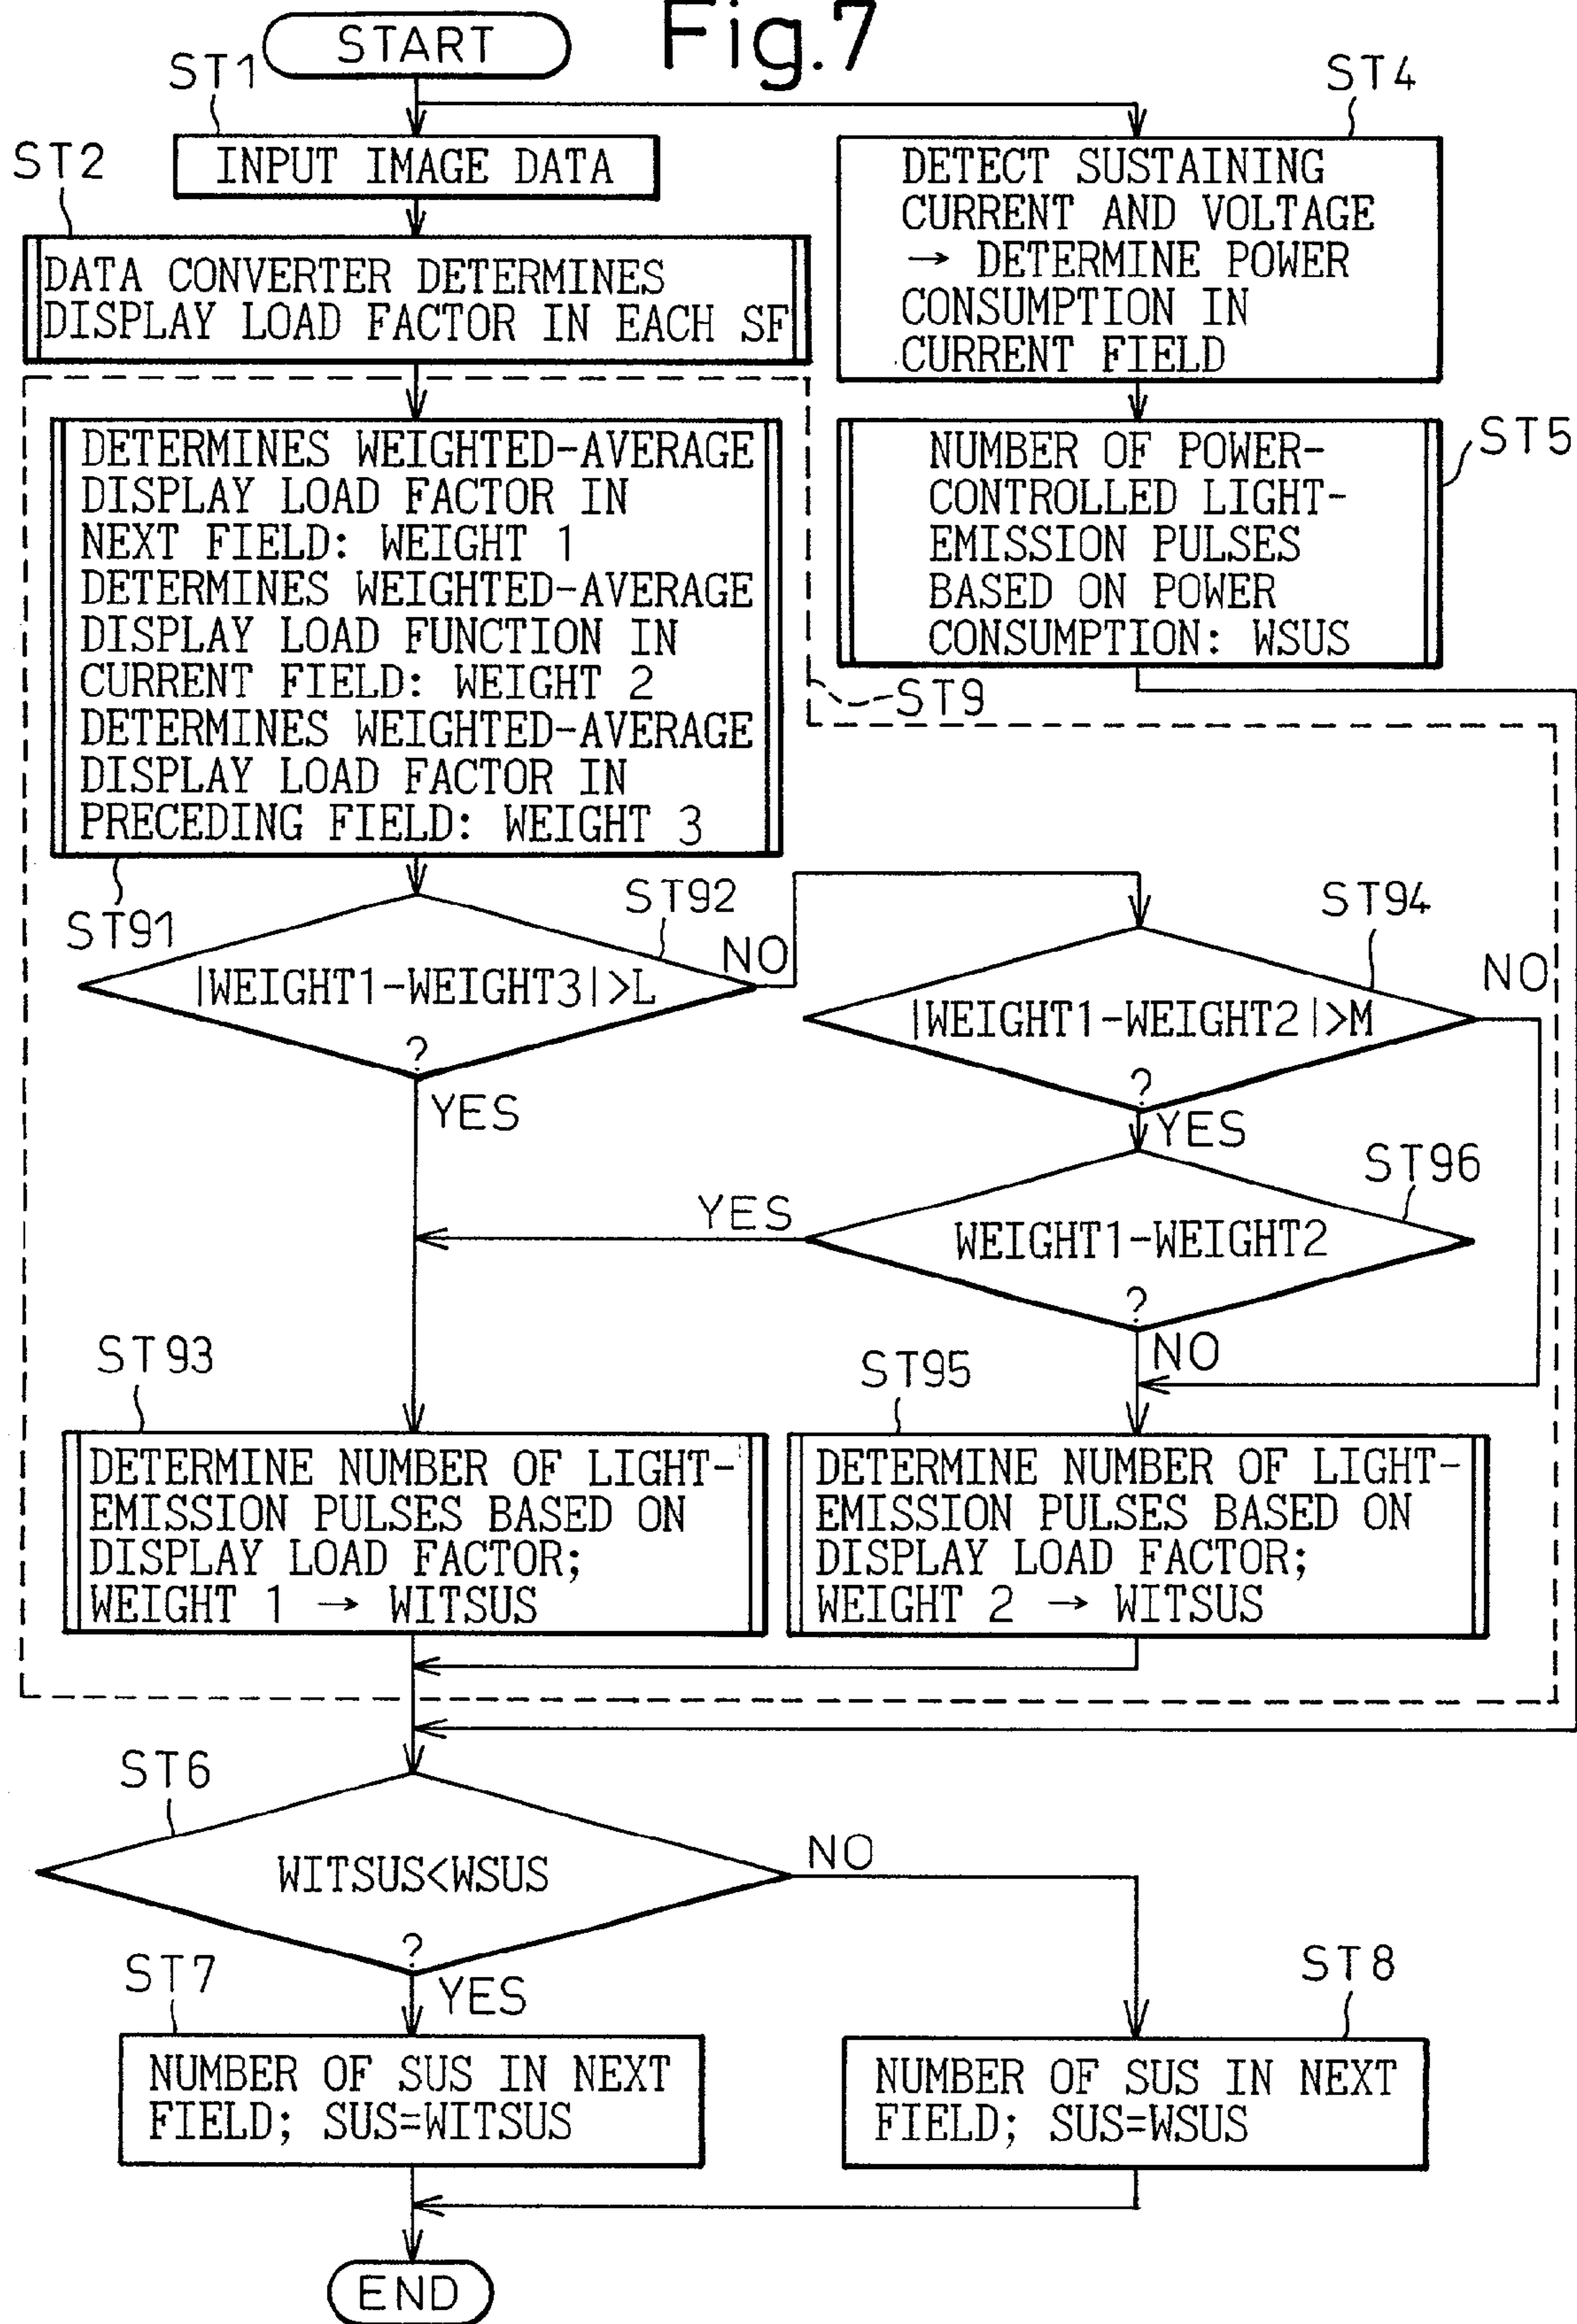 Fig.7
START
ST1
INPUT IMAGE DATA
ST2
DATA CONVERTER DETERMINES
DISPLAY LOAD FACTOR IN EACH SF
ST4
DETECT SUSTAINING
CURRENT AND VOLTAGE
→ DETERMINE POWER
CONSUMPTION IN
CURRENT FIELD
ST5
NUMBER OF POWER-
CONTROLLED LIGHT-
EMISSION PULSES
BASED ON POWER
CONSUMPTION: WSUS
ST9
DETERMINES WEIGHTED-AVERAGE
DISPLAY LOAD FACTOR IN
NEXT FIELD: WEIGHT 1
DETERMINES WEIGHTED-AVERAGE
DISPLAY LOAD FUNCTION IN
CURRENT FIELD: WEIGHT 2
DETERMINES WEIGHTED-AVERAGE
DISPLAY LOAD FACTOR IN
PRECEDING FIELD: WEIGHT 3
ST91
ST92
|WEIGHT1-WEIGHT3|>L
?
NO
YES
ST94
|WEIGHT1-WEIGHT2|>M
?
NO
YES
ST96
WEIGHT1-WEIGHT2
?
YES
NO
ST93
DETERMINE NUMBER OF LIGHT-
EMISSION PULSES BASED ON
DISPLAY LOAD FACTOR;
WEIGHT 1 → WITSUS
ST95
DETERMINE NUMBER OF LIGHT-
EMISSION PULSES BASED ON
DISPLAY LOAD FACTOR;
WEIGHT 2 → WITSUS
ST6
WITSUS<WSUS
?
NO
YES
ST7
NUMBER OF SUS IN NEXT
FIELD; SUS=WITSUS
ST8
NUMBER OF SUS IN NEXT
FIELD; SUS=WSUS
END